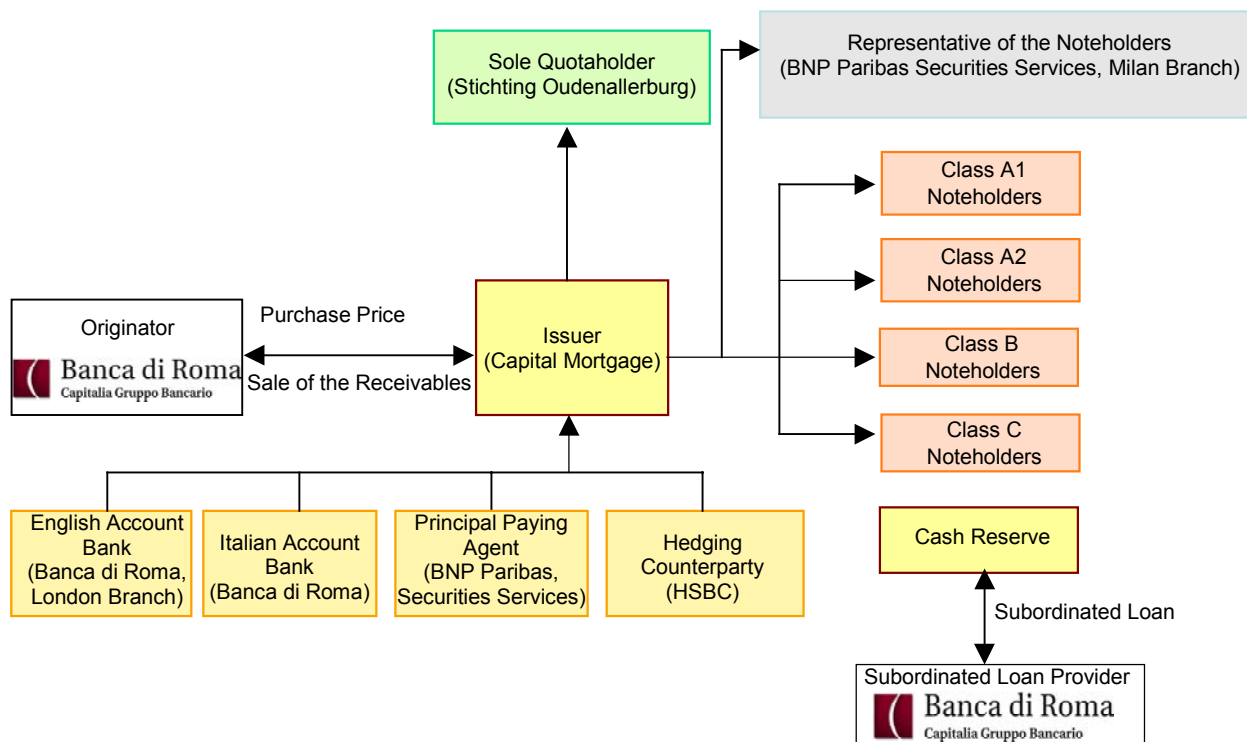 Sole Quotaholder
(Stichting Oudenallerburg)
Representative of the Noteholders
(BNP Paribas Securities Services, Milan Branch)
Class A1
Noteholders
Class A2
Noteholders
Originator
Banca di Roma
Capitalia Gruppo Bancario
Purchase Price
Sale of the Receivables
Issuer
(Capital Mortgage)
Class B
Noteholders
Class C
Noteholders
English Account
Bank
(Banca di Roma,
London Branch)
Italian Account
Bank
(Banca di Roma)
Principal Paying
Agent
(BNP Paribas,
Securities Services)
Hedging
Counterparty
(HSBC)
Cash Reserve
Subordinated Loan
Subordinated Loan Provider
Banca di Roma
Capitalia Gruppo Bancario